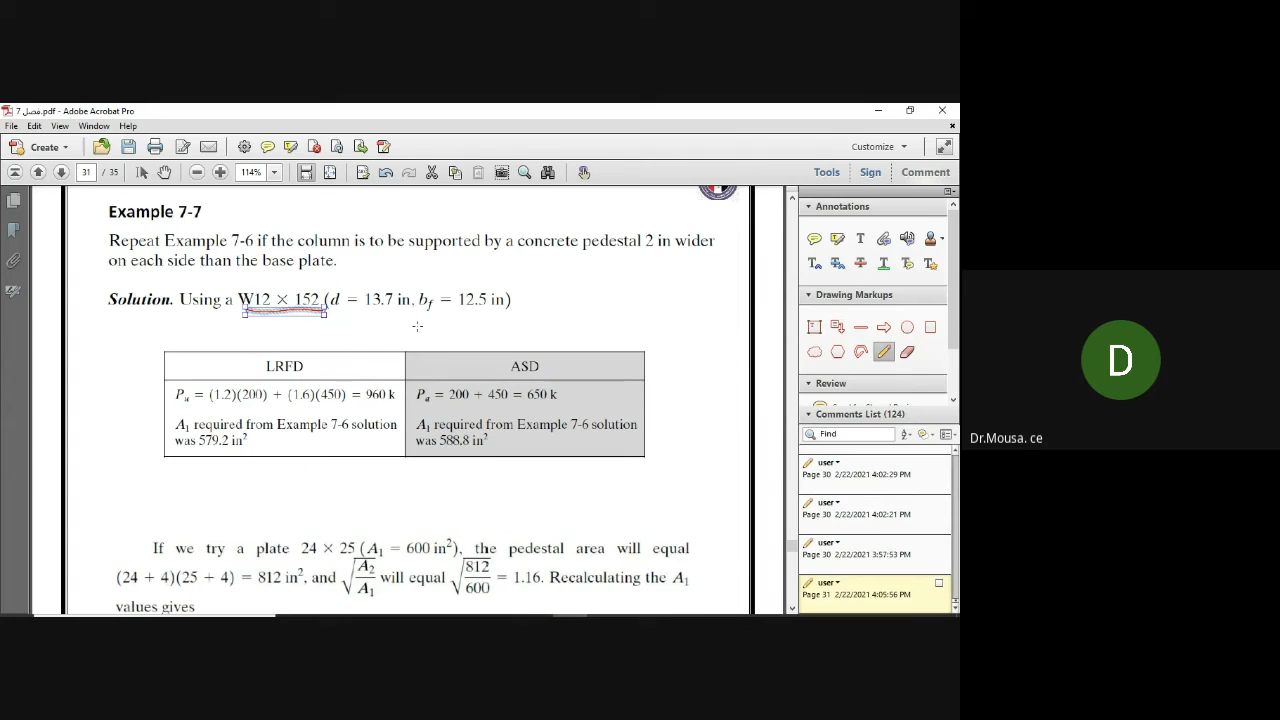 فصل 7.pdf - Adobe Acrobat Pro
File Edit View Window Help
Create Customize
31 / 35 114% Tools Sign Comment
Example 7-7
Repeat Example 7-6 if the column is to be supported by a concrete pedestal 2 in wider
on each side than the base plate.
Solution. Using a W12 × 152 (d = 13.7 in, bf = 12.5 in)
LRFD
Pu = (1.2)(200) + (1.6)(450) = 960 k
A1 required from Example 7-6 solution
was 579.2 in²
ASD
Pa = 200 + 450 = 650 k
A1 required from Example 7-6 solution
was 588.8 in²
If we try a plate 24 × 25 (A1 = 600 in²), the pedestal area will equal
(24 + 4)(25 + 4) = 812 in², and √(A2/A1) will equal √(812/600) = 1.16. Recalculating the A1
values gives
Annotations
Drawing Markups
Review
Comments List (124)
Find
user
Page 30 2/22/2021 4:02:29 PM
user
Page 30 2/22/2021 4:02:21 PM
user
Page 30 2/22/2021 3:57:53 PM
user
Page 31 2/22/2021 4:05:56 PM
D
Dr.Mousa. ce